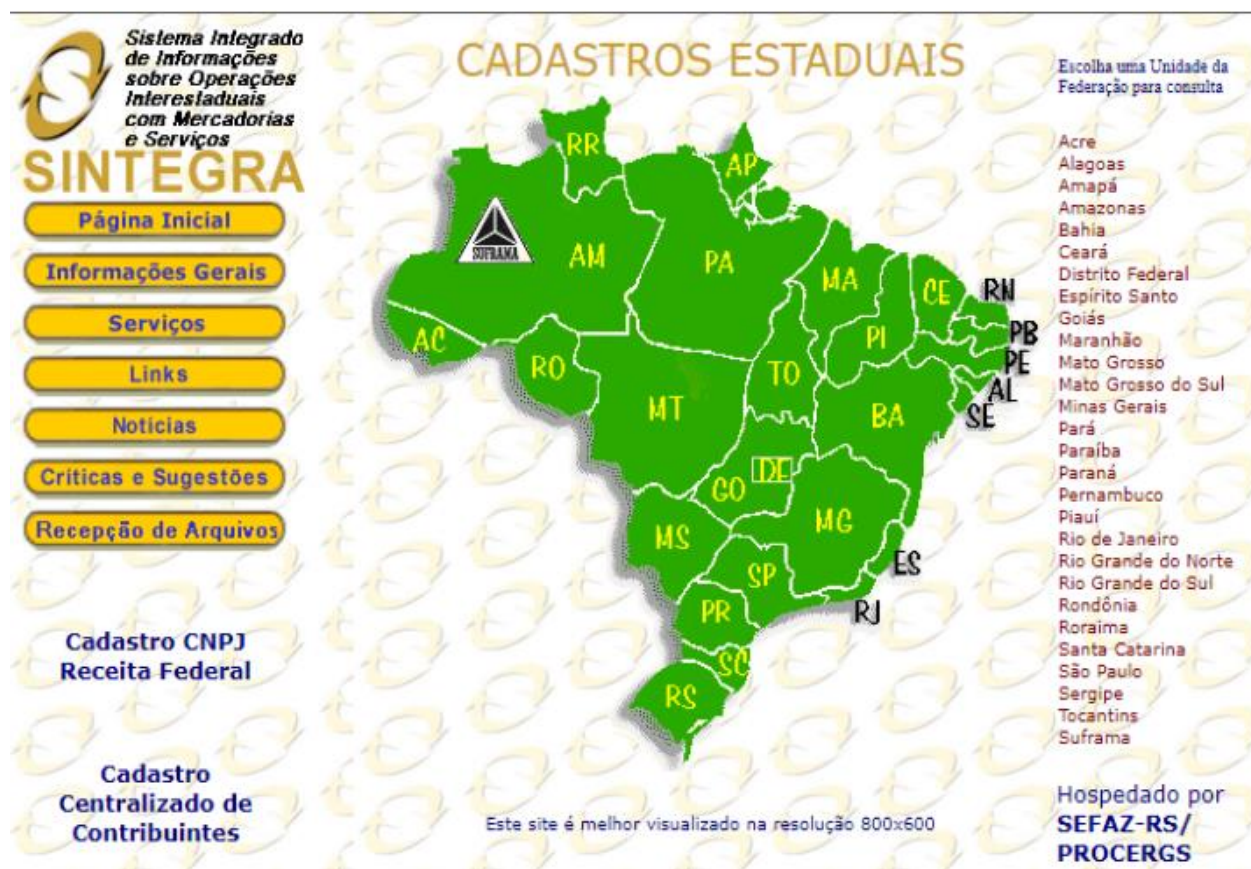 Sistema Integrado
de Informações
sobre Operações
Interestaduais
com Mercadorias
e Serviços
SINTEGRA
Página Inicial
Informações Gerais
Serviços
Links
Notícias
Críticas e Sugestões
Recepção de Arquivos
Cadastro CNPJ
Receita Federal
Cadastro
Centralizado de
Contribuintes
CADASTROS ESTADUAIS
RR
AP
SUFRAMA
AM
PA
MA
CE
RN
AC
RO
PI
PB
PE
TO
AL
MT
BA
SE
GO
DF
MG
MS
ES
SP
RJ
PR
SC
RS
Este site é melhor visualizado na resolução 800x600
Escolha uma Unidade da
Federação para consulta
Acre
Alagoas
Amapá
Amazonas
Bahia
Ceará
Distrito Federal
Espírito Santo
Goiás
Maranhão
Mato Grosso
Mato Grosso do Sul
Minas Gerais
Pará
Paraíba
Paraná
Pernambuco
Piauí
Rio de Janeiro
Rio Grande do Norte
Rio Grande do Sul
Rondônia
Roraima
Santa Catarina
São Paulo
Sergipe
Tocantins
Suframa
Hospedado por
SEFAZ-RS/
PROCERGS